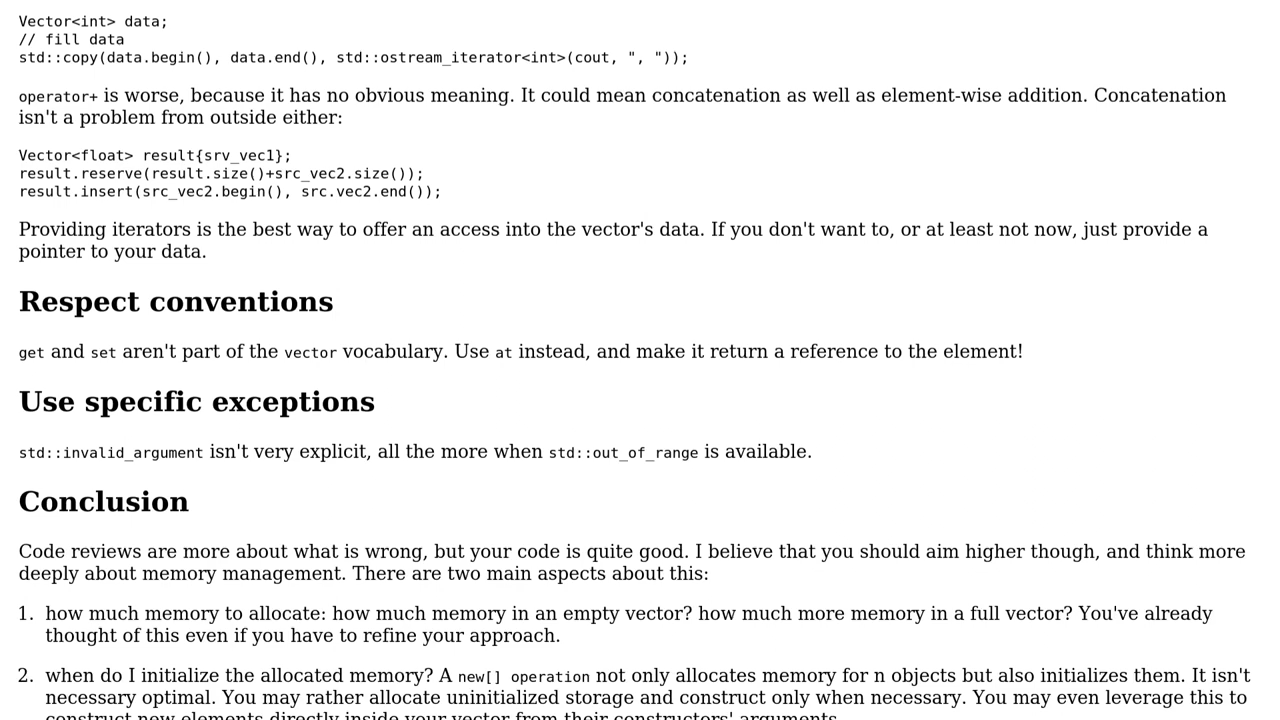 Vector<int> data;
// fill data
std::copy(data.begin(), data.end(), std::ostream_iterator<int>(cout, ", "));
operator+ is worse, because it has no obvious meaning. It could mean concatenation as well as element-wise addition. Concatenation
isn't a problem from outside either:
Vector<float> result{srv_vec1};
result.reserve(result.size()+src_vec2.size());
result.insert(src_vec2.begin(), src.vec2.end());
Providing iterators is the best way to offer an access into the vector's data. If you don't want to, or at least not now, just provide a
pointer to your data.
Respect conventions
get and set aren't part of the vector vocabulary. Use at instead, and make it return a reference to the element!
Use specific exceptions
std::invalid_argument isn't very explicit, all the more when std::out_of_range is available.
Conclusion
Code reviews are more about what is wrong, but your code is quite good. I believe that you should aim higher though, and think more
deeply about memory management. There are two main aspects about this:
1. how much memory to allocate: how much memory in an empty vector? how much more memory in a full vector? You've already
thought of this even if you have to refine your approach.
2. when do I initialize the allocated memory? A new[] operation not only allocates memory for n objects but also initializes them. It isn't
necessary optimal. You may rather allocate uninitialized storage and construct only when necessary. You may even leverage this to
construct new elements directly inside your vector from their constructors' arguments.